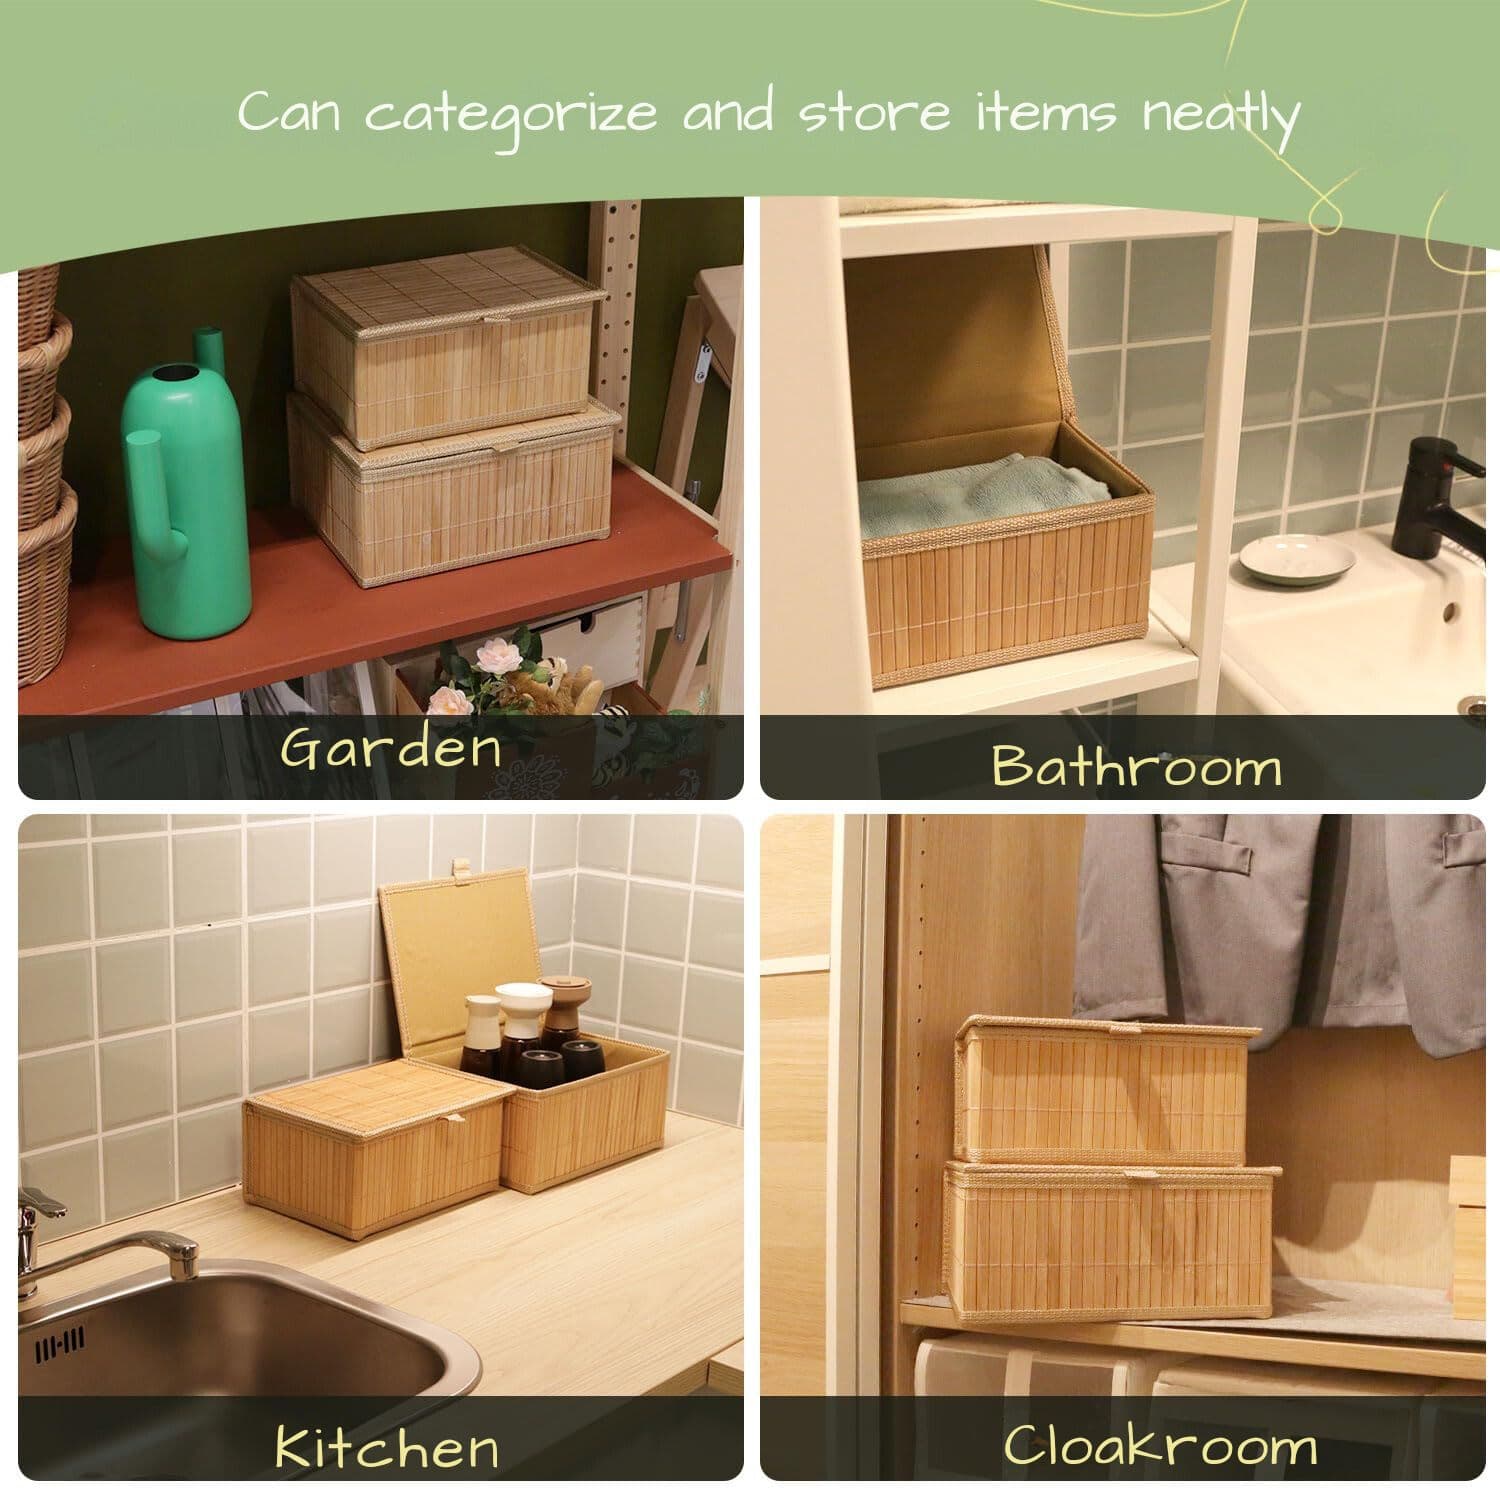 Can categorize and store items neatly
Garden
Bathroom
Kitchen
Cloakroom